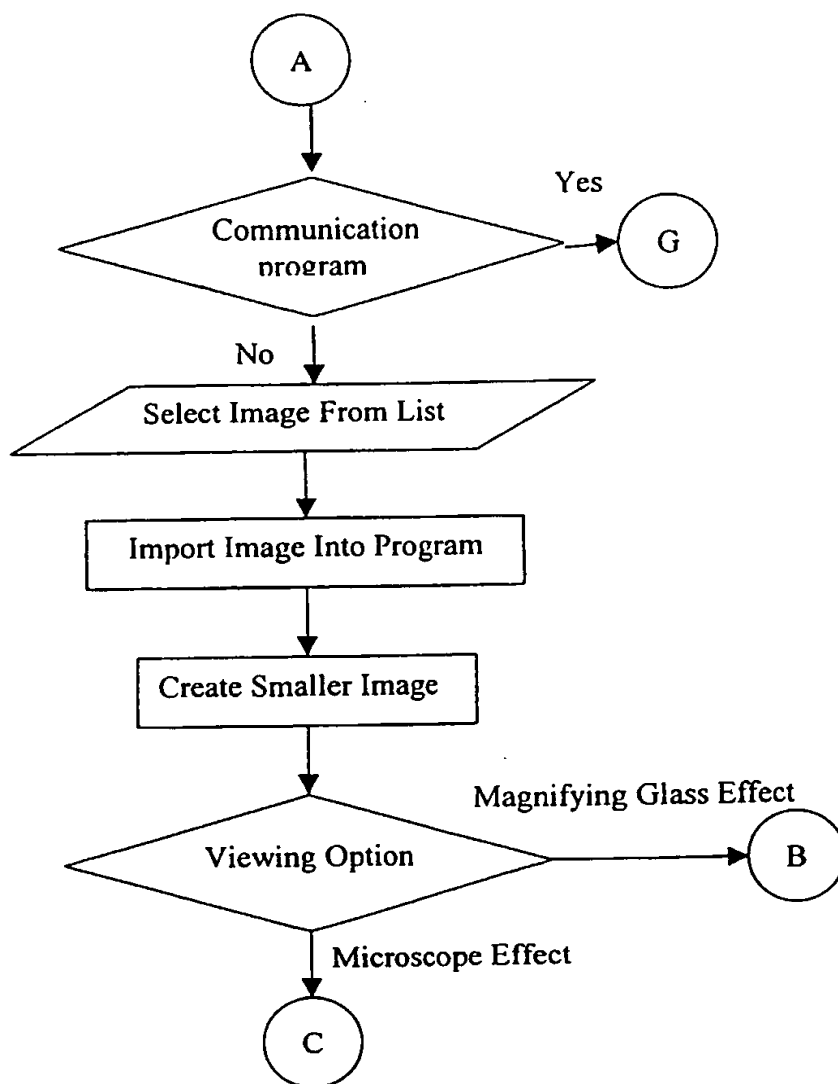 A
Yes
Communication
program
G
No
Select Image From List
Import Image Into Program
Create Smaller Image
Magnifying Glass Effect
Viewing Option
B
Microscope Effect
C